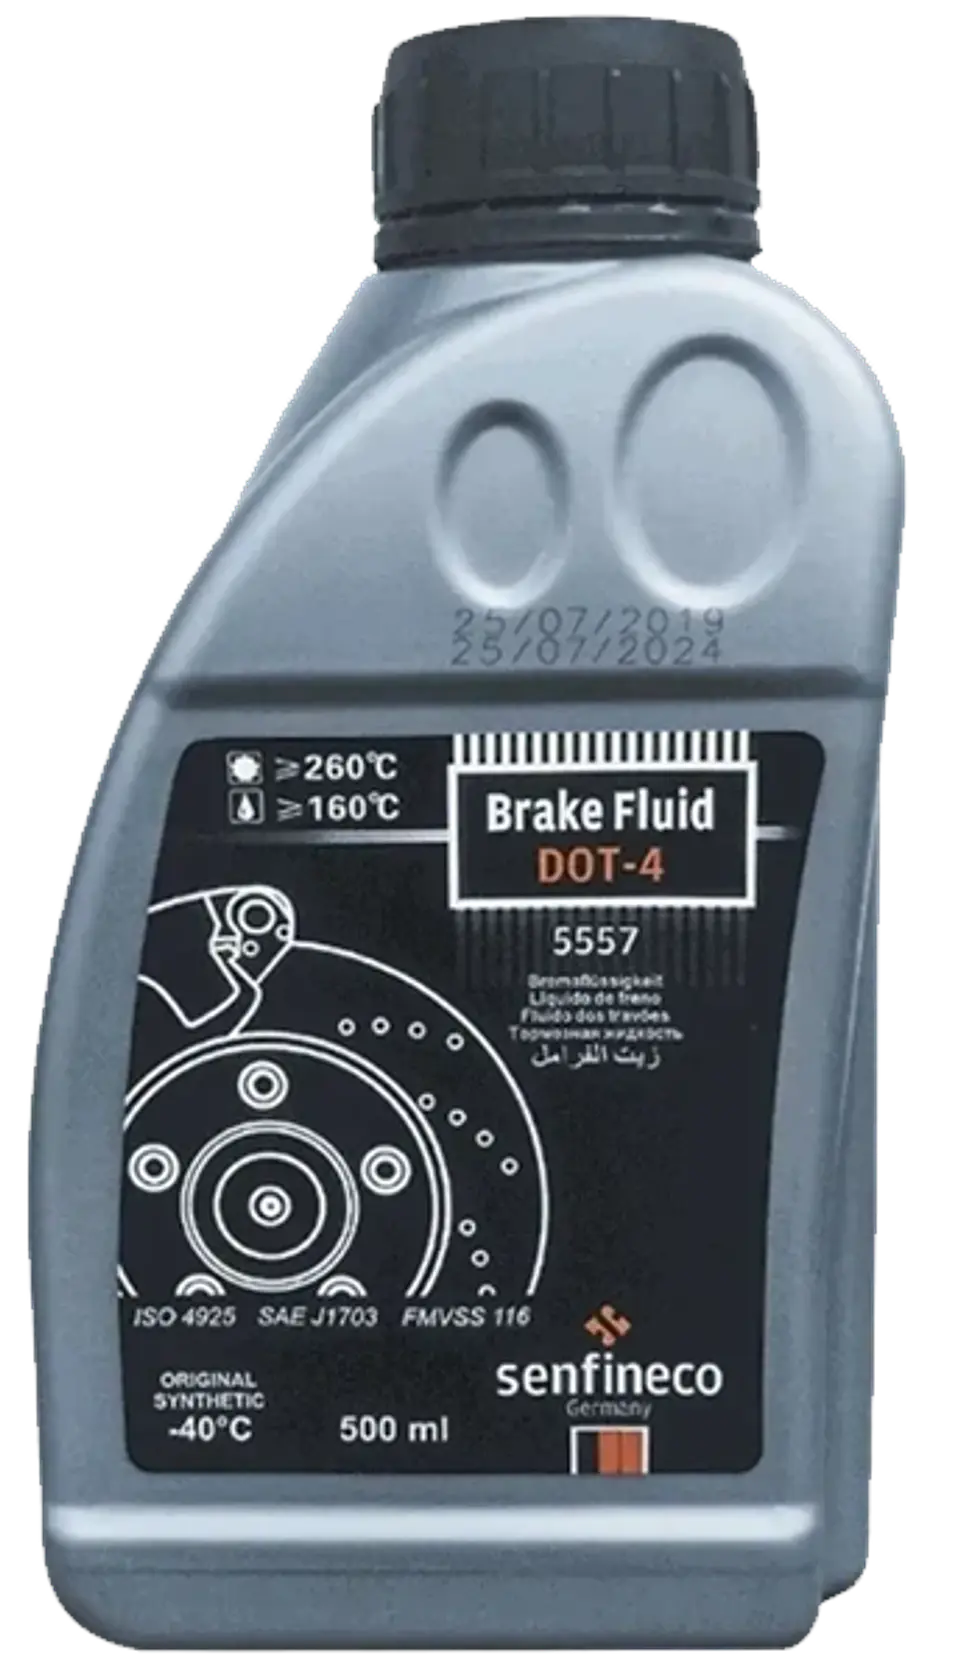 25/07/2019
25/07/2024
≥260°C
≥160°C
Brake Fluid
DOT-4
5557
Bremsflüssigkeit
Líquido de freno
Fluido dos travões
Тормозная жидкость
زيت الفرامل
ISO 4925 SAE J1703 FMVSS 116
ORIGINAL
SYNTHETIC
-40°C
500 ml
senfineco
Germany